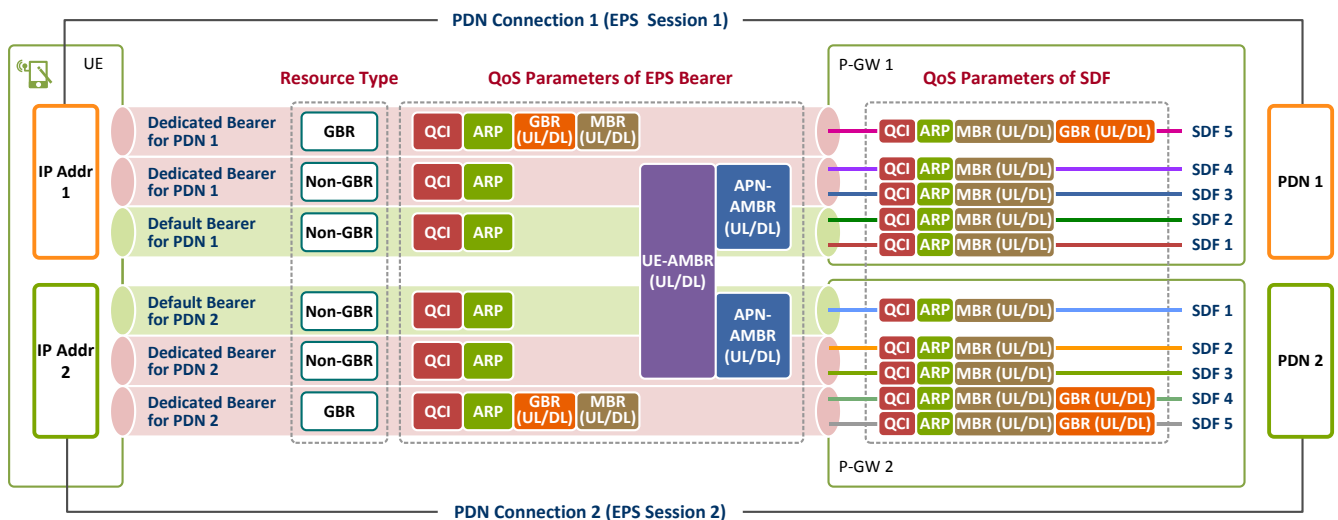 PDN Connection 1 (EPS Session 1)
UE
P-GW 1
Resource Type
QoS Parameters of EPS Bearer
QoS Parameters of SDF
IP Addr
1
Dedicated Bearer
for PDN 1
GBR
QCI
ARP
GBR
(UL/DL)
MBR
(UL/DL)
QCI ARP MBR (UL/DL) GBR (UL/DL) SDF 5
Dedicated Bearer
for PDN 1
Non-GBR
QCI
ARP
QCI ARP MBR (UL/DL) SDF 4
QCI ARP MBR (UL/DL) SDF 3
Default Bearer
for PDN 1
Non-GBR
QCI
ARP
QCI ARP MBR (UL/DL) SDF 2
QCI ARP MBR (UL/DL) SDF 1
APN-
AMBR
(UL/DL)
UE-AMBR
(UL/DL)
PDN 1
IP Addr
2
Default Bearer
for PDN 2
Non-GBR
QCI
ARP
QCI ARP MBR (UL/DL) SDF 1
Dedicated Bearer
for PDN 2
Non-GBR
QCI
ARP
APN-
AMBR
(UL/DL)
QCI ARP MBR (UL/DL) SDF 2
QCI ARP MBR (UL/DL) SDF 3
Dedicated Bearer
for PDN 2
GBR
QCI
ARP
GBR
(UL/DL)
MBR
(UL/DL)
QCI ARP MBR (UL/DL) GBR (UL/DL) SDF 4
QCI ARP MBR (UL/DL) GBR (UL/DL) SDF 5
PDN 2
P-GW 2
PDN Connection 2 (EPS Session 2)